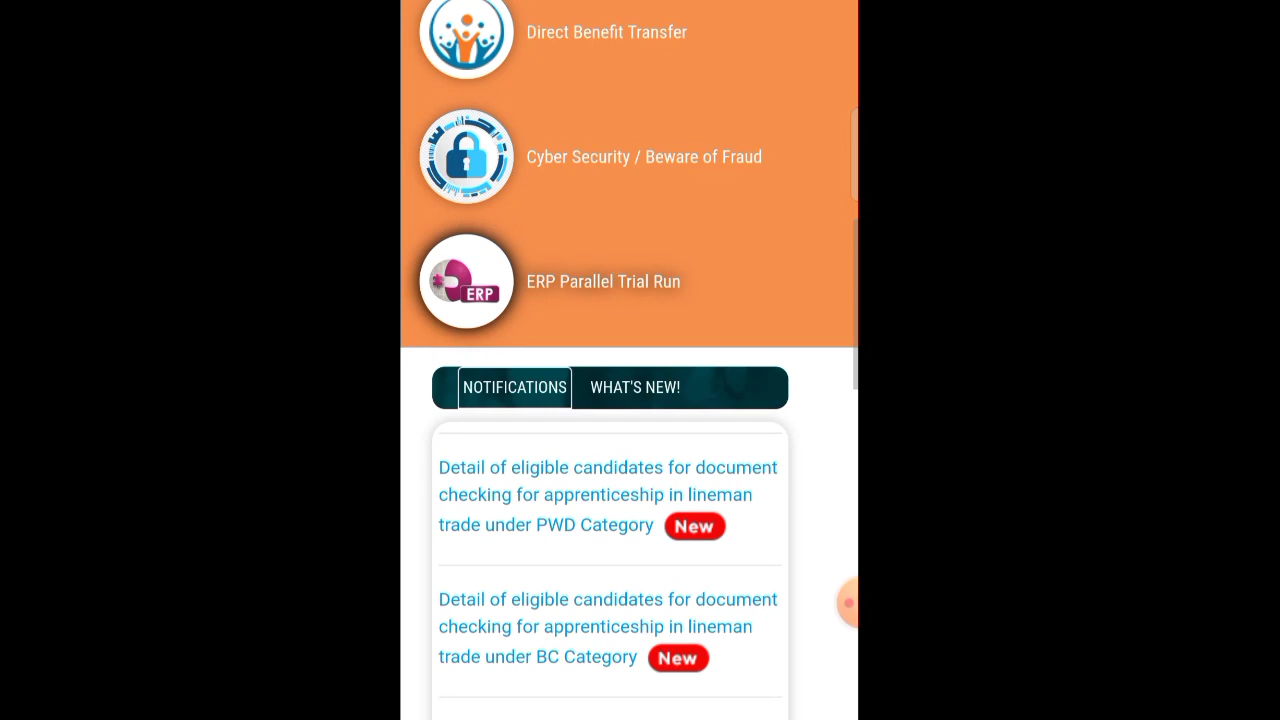 Direct Benefit Transfer
Cyber Security / Beware of Fraud
ERP
ERP Parallel Trial Run
NOTIFICATIONS WHAT'S NEW!
Detail of eligible candidates for document
checking for apprenticeship in lineman
trade under PWD Category New
Detail of eligible candidates for document
checking for apprenticeship in lineman
trade under BC Category New